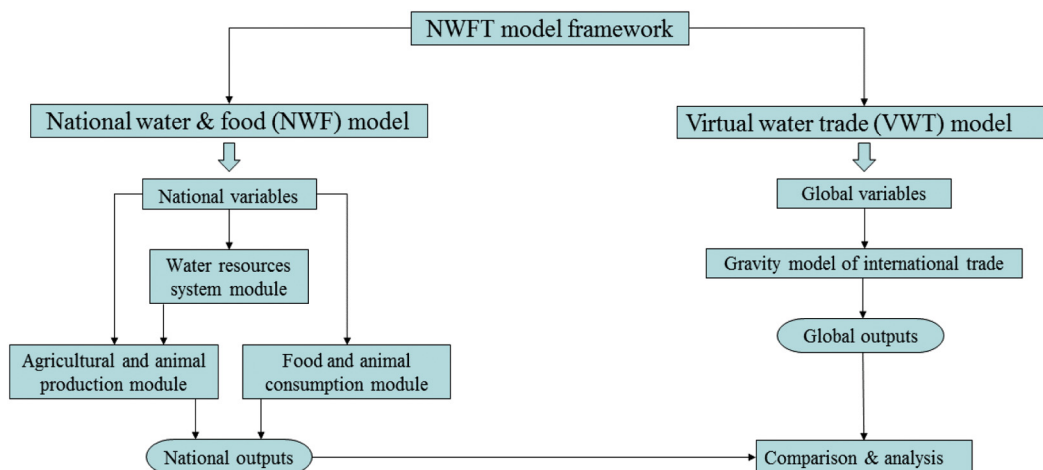 NWFT model framework
National water & food (NWF) model
Virtual water trade (VWT) model
National variables
Global variables
Water resources
system module
Gravity model of international trade
Global outputs
Agricultural and animal
production module
Food and animal
consumption module
National outputs
Comparison & analysis